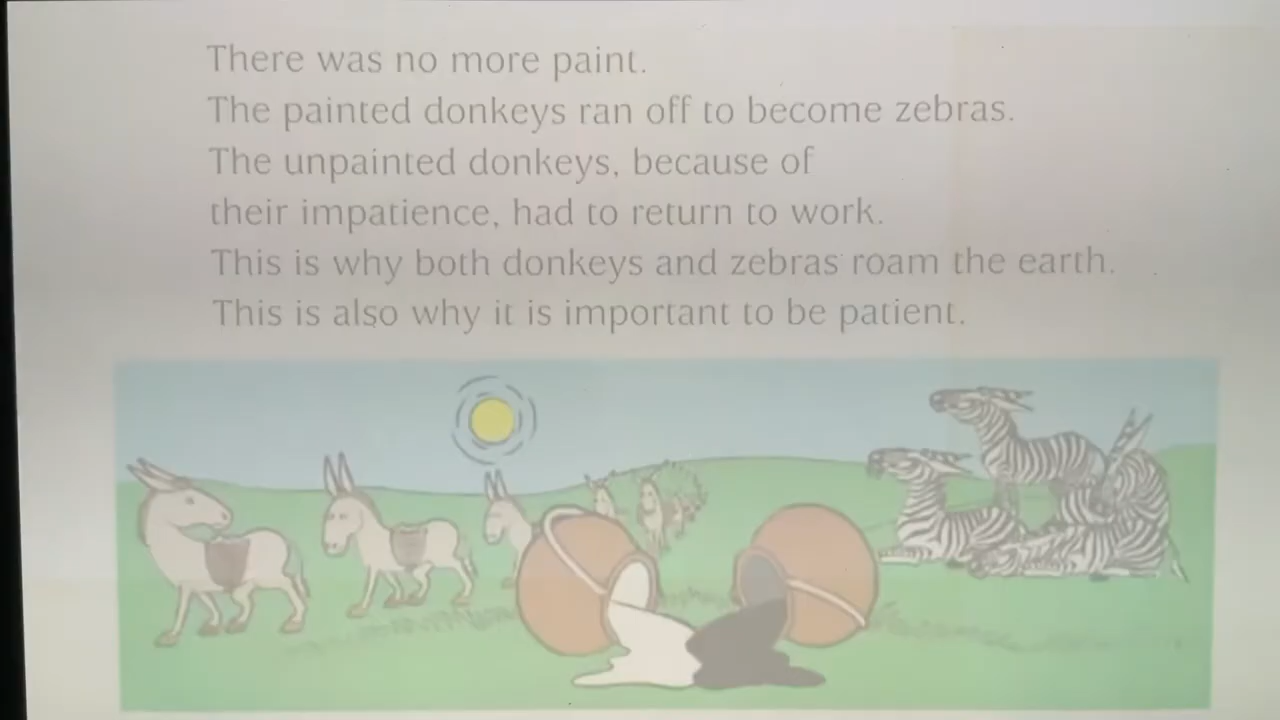 There was no more paint.
The painted donkeys ran off to become zebras.
The unpainted donkeys, because of
their impatience, had to return to work.
This is why both donkeys and zebras roam the earth.
This is also why it is important to be patient.